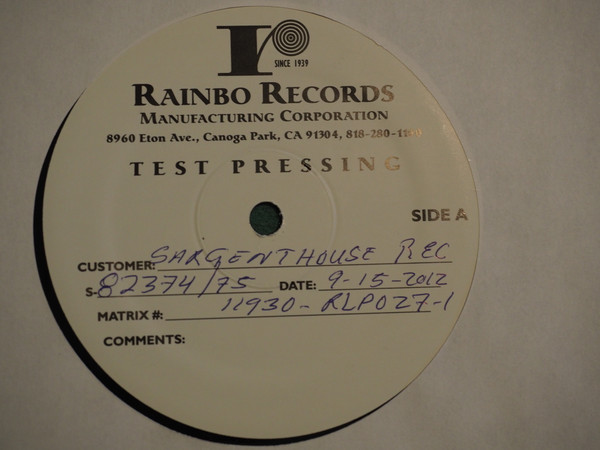 r
SINCE 1939
RAINBO RECORDS
MANUFACTURING CORPORATION
8960 Eton Ave., Canoga Park, CA 91304, 818-280-1100
TEST PRESSING
SIDE A
CUSTOMER: SARGENTHOUSE REC
S- 82374/75 DATE: 9-15-2012
MATRIX #: 11930-RLP027-1
COMMENTS: